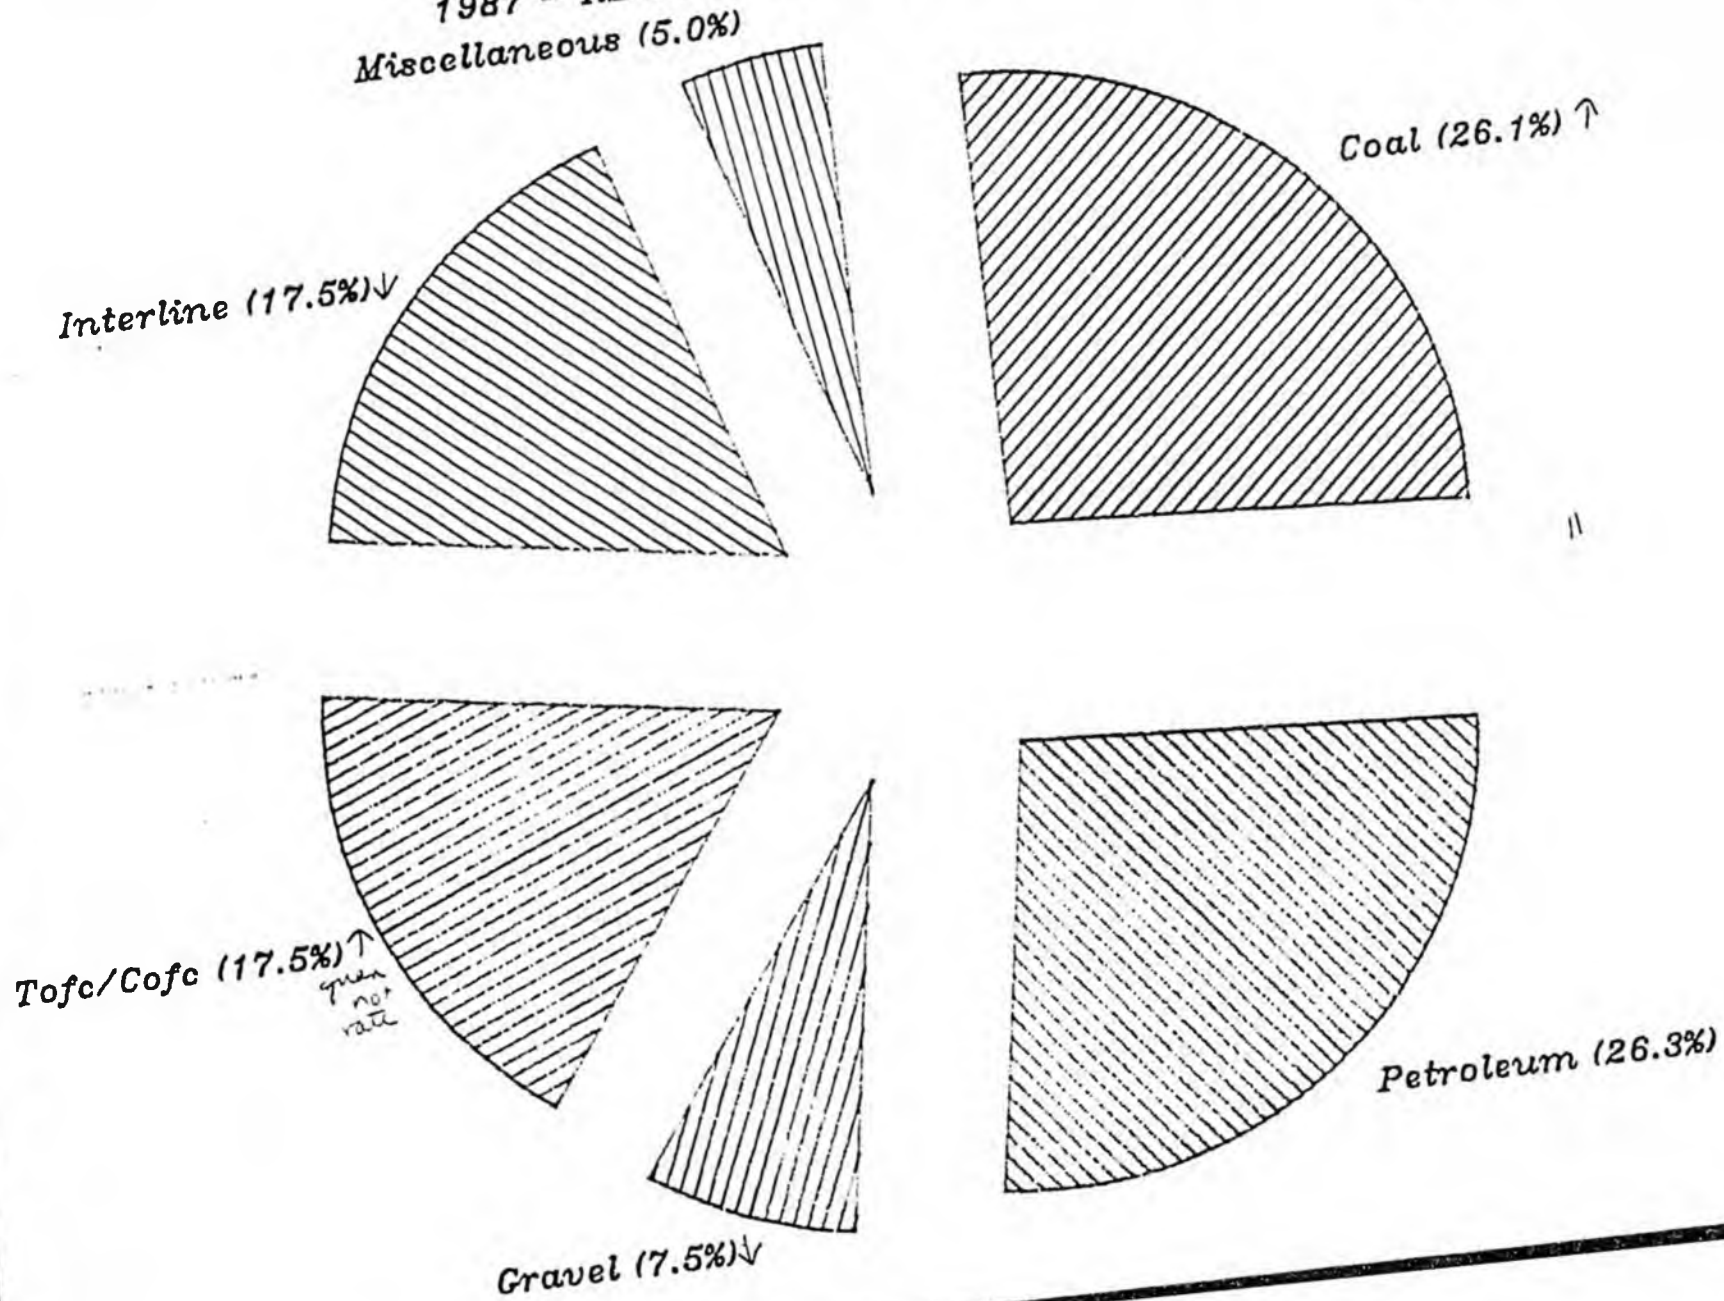 1987 -
Miscellaneous (5.0%)
Coal (26.1%) ↑
Interline (17.5%) ↓
Tofc/Cofc (17.5%) ↑
not
rate
Petroleum (26.3%)
Gravel (7.5%) ↓